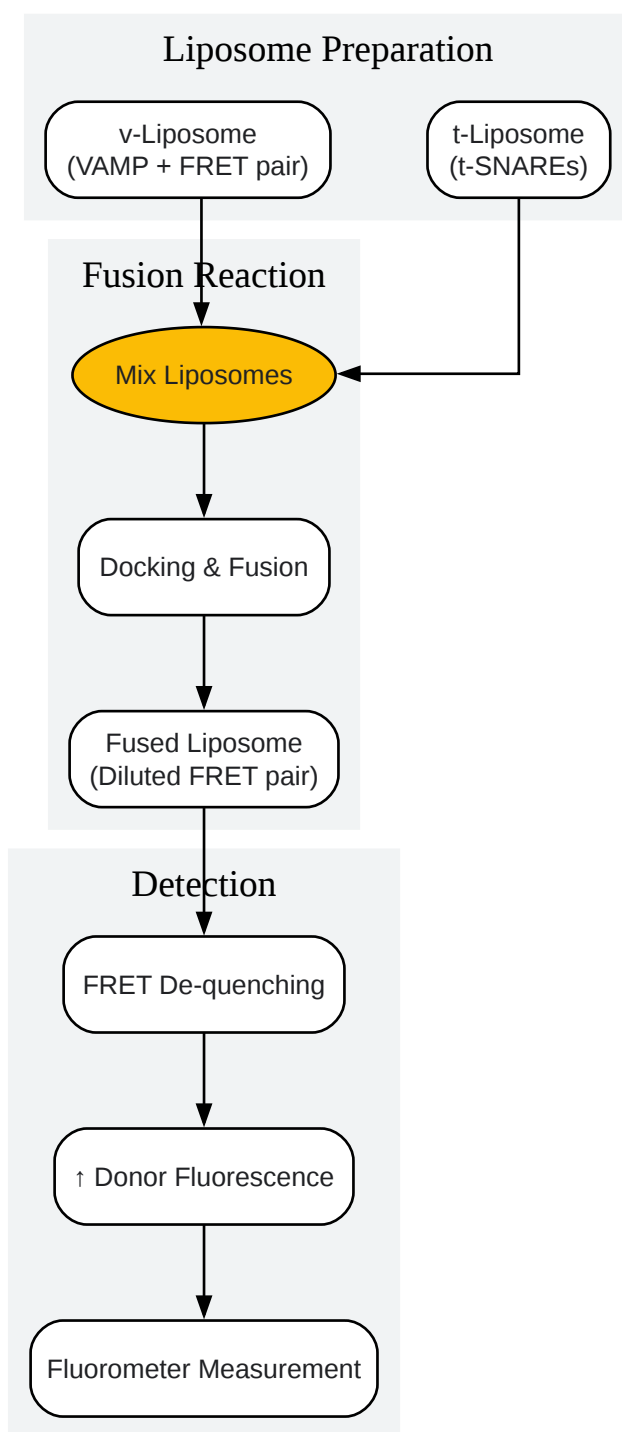 Liposome Preparation
v-Liposome
(VAMP + FRET pair)
t-Liposome
(t-SNAREs)
Fusion Reaction
Mix Liposomes
Docking & Fusion
Fused Liposome
(Diluted FRET pair)
Detection
FRET De-quenching
↑ Donor Fluorescence
Fluorometer Measurement